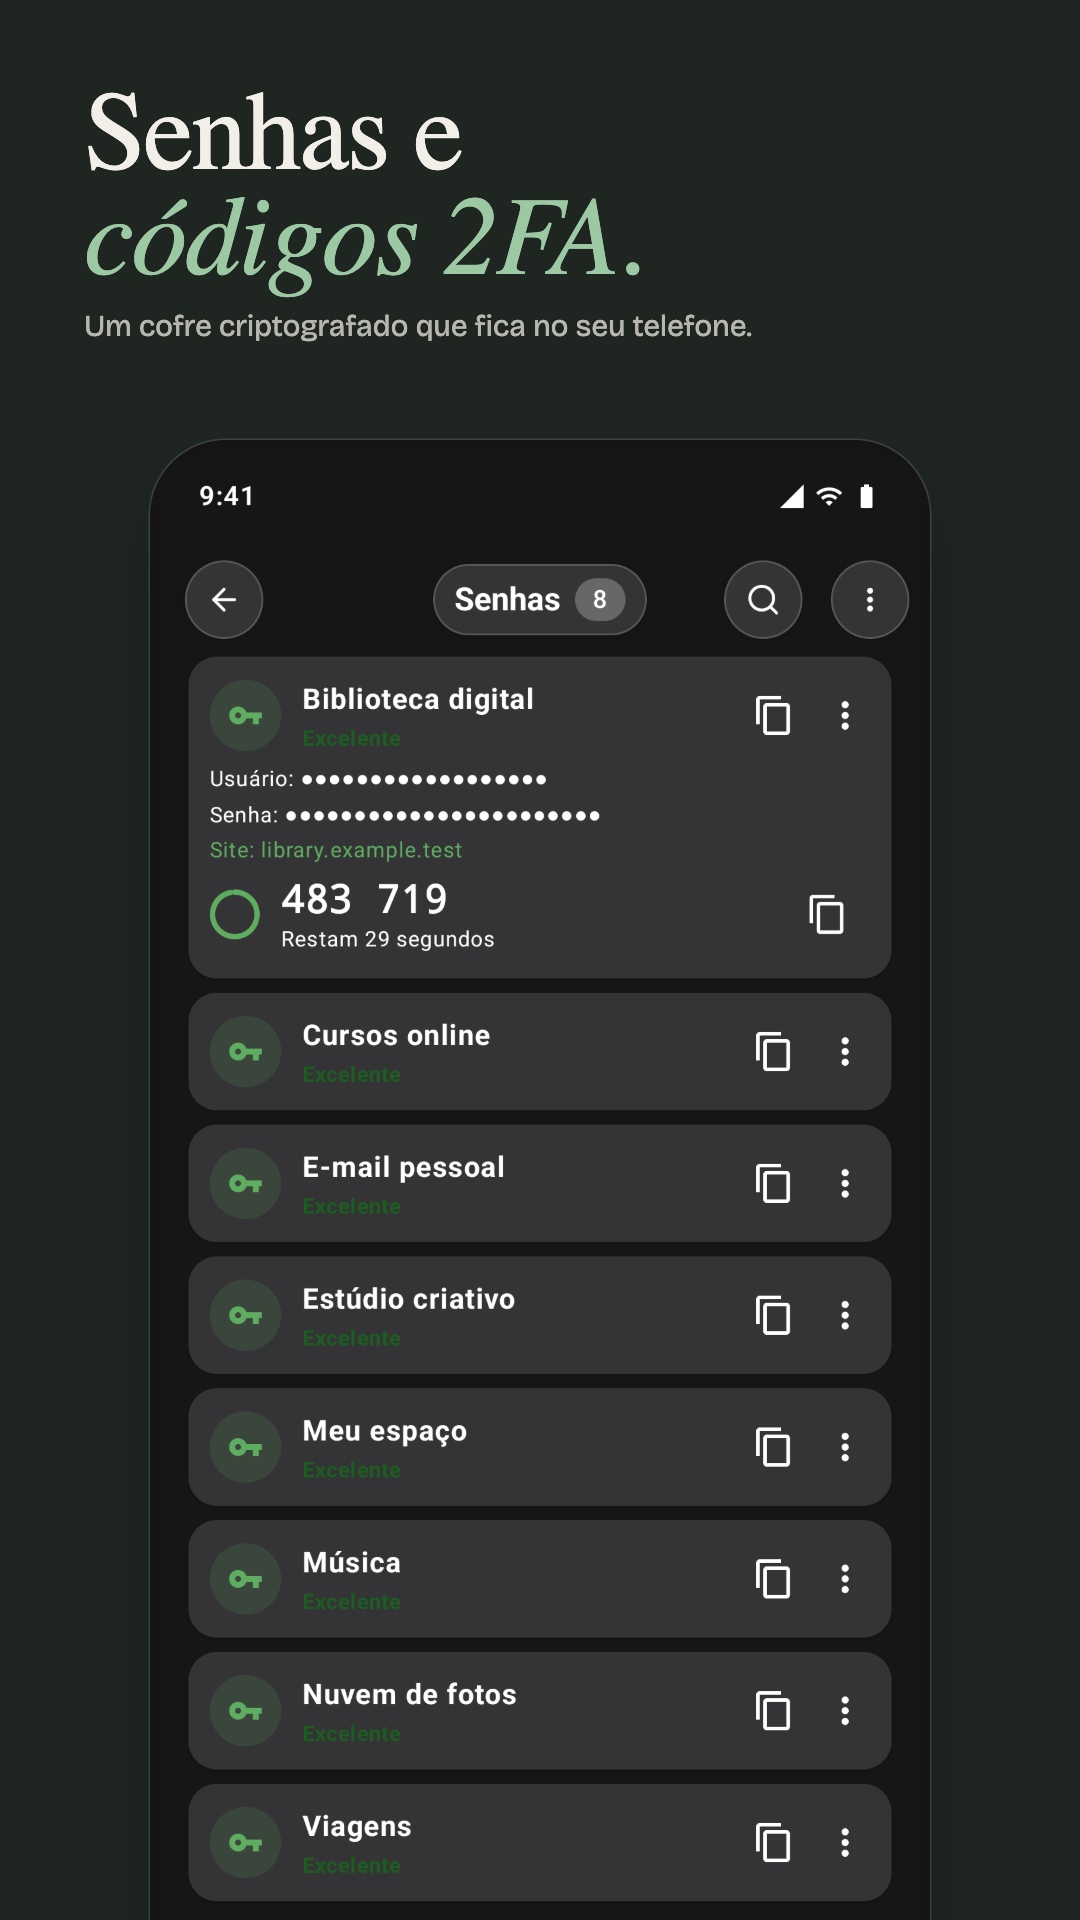 Senhas e
códigos 2FA.
Um cofre criptografado que fica no seu telefone.
9:41
Senhas 8
Biblioteca digital
Excelente
Usuário: ••••••••••••••••••
Senha: •••••••••••••••••••••••
Site: library.example.test
483 719
Restam 29 segundos
Cursos online
Excelente
E-mail pessoal
Excelente
Estúdio criativo
Excelente
Meu espaço
Excelente
Música
Excelente
Nuvem de fotos
Excelente
Viagens
Excelente